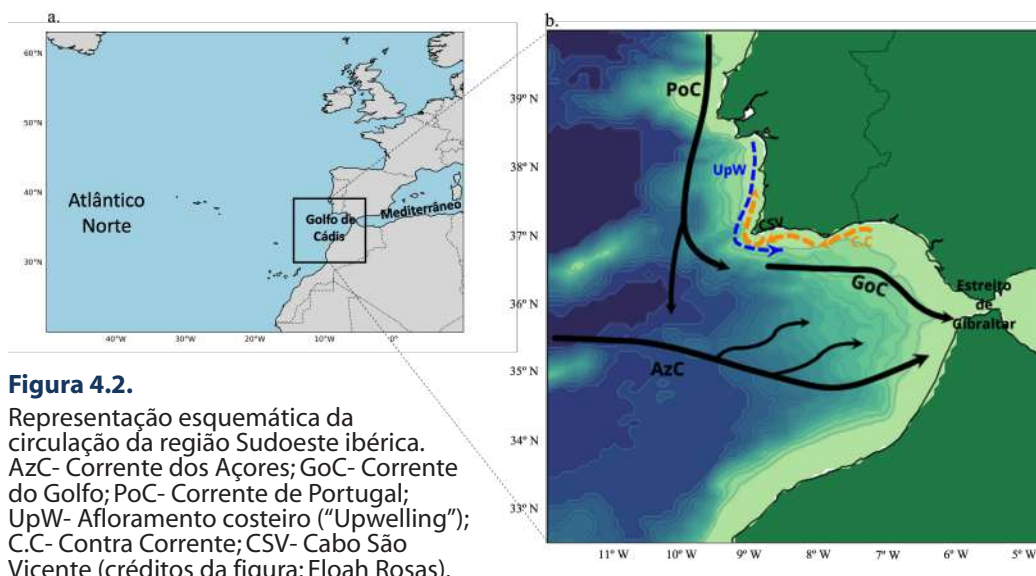 a.
60°N
50°N
40°N
30°N
Atlântico
Norte
Golfo de
Cádis
Mediterrâneo
40°W
30°W
20°W
10°W
0°
Figura 4.2.
Representação esquemática da
circulação da região Sudoeste ibérica.
AzC- Corrente dos Açores; GoC- Corrente
do Golfo; PoC- Corrente de Portugal;
UpW- Afloramento costeiro (“Upwelling”);
C.C- Contra Corrente; CSV- Cabo São
Vicente (créditos da figura: Eloah Rosas).
b.
39° N
38° N
37° N
36° N
35° N
34° N
33° N
PoC
UpW
CSV
C.C
GoC
Estreito
de
Gibraltar
AzC
11° W
10° W
9° W
8° W
7° W
6° W
5° W